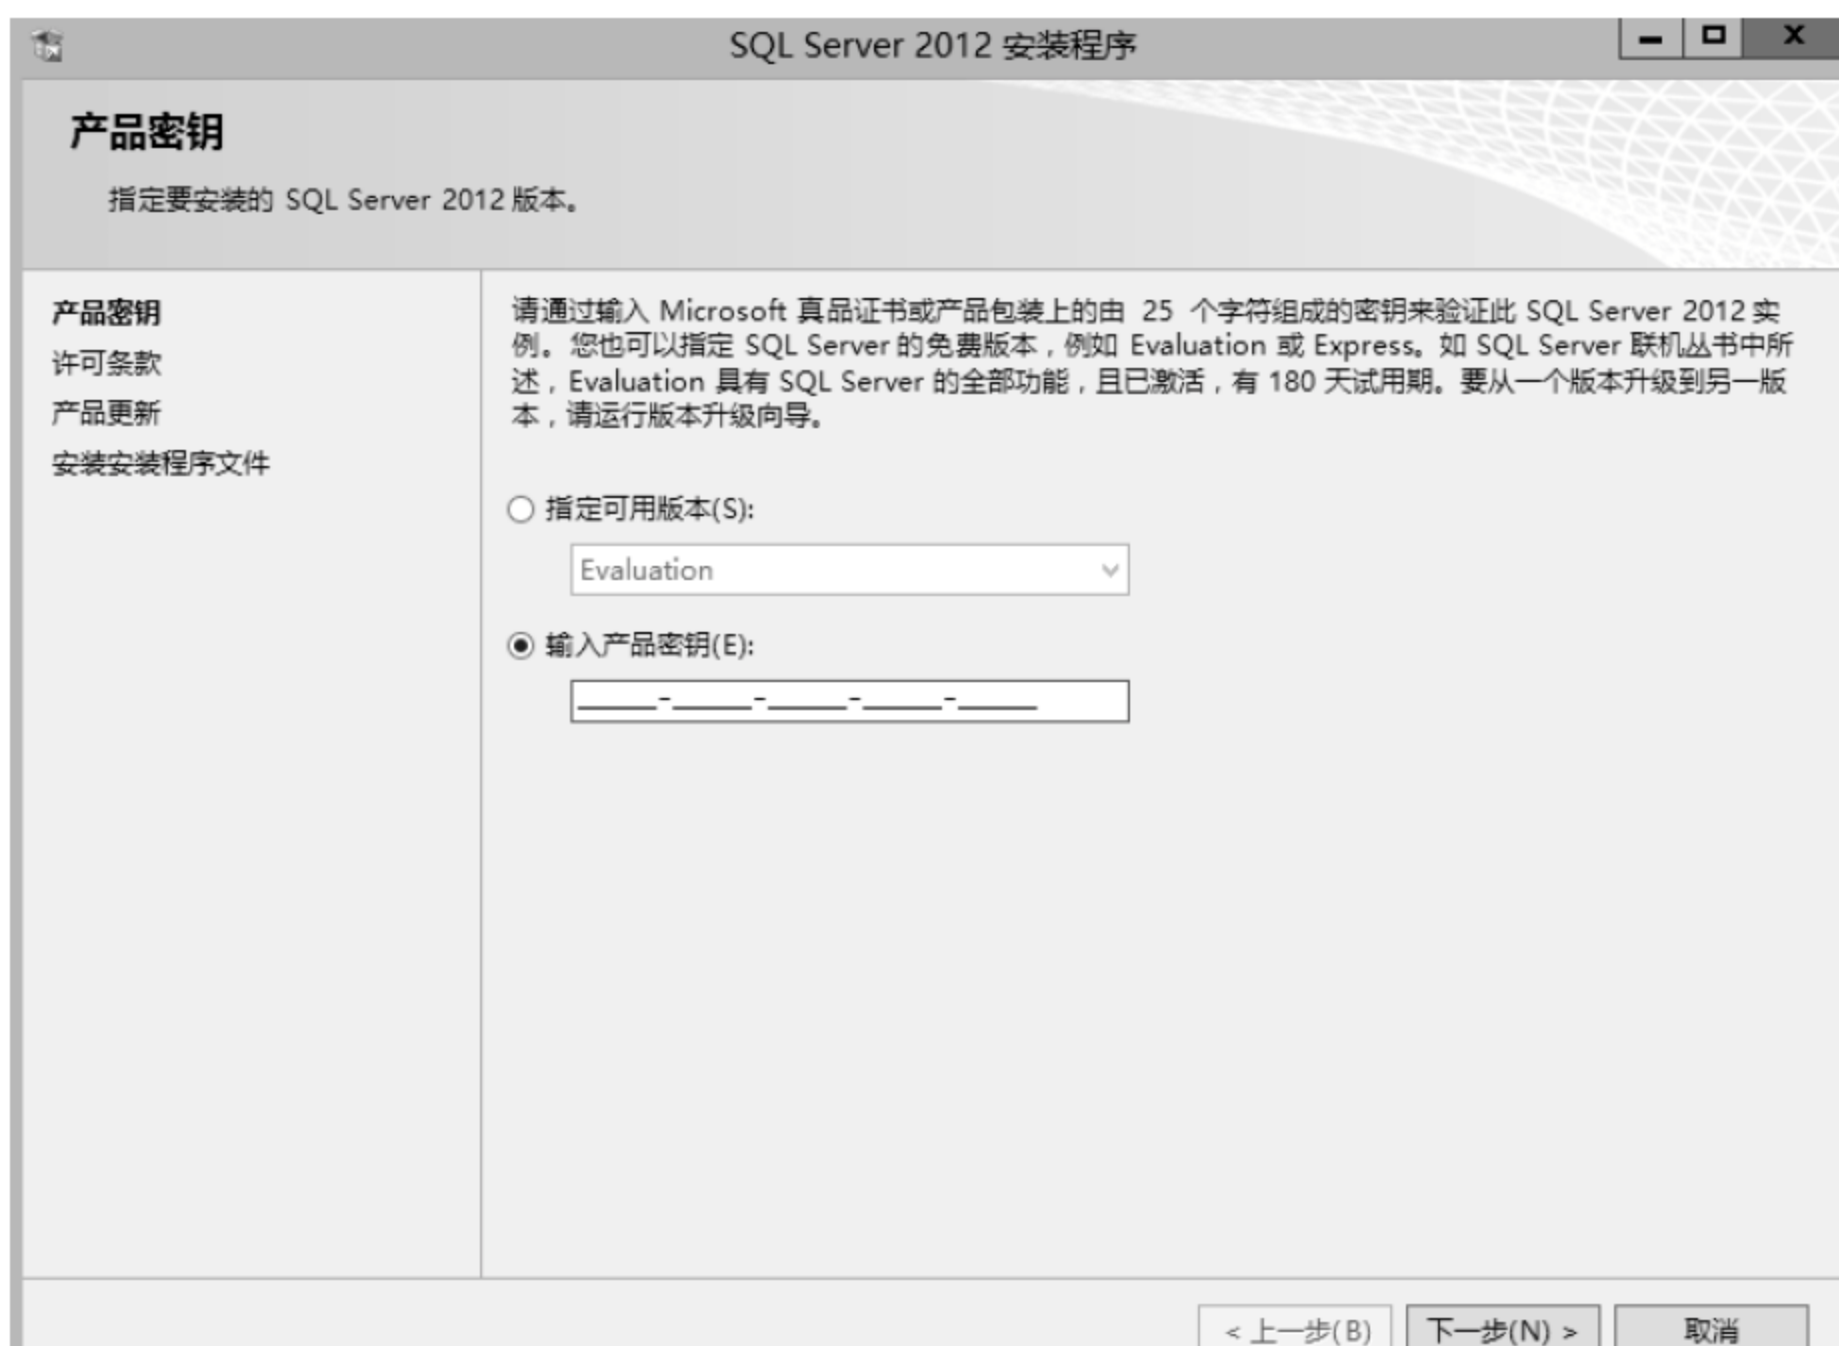 SQL Server 2012 安装程序
产品密钥
指定要安装的 SQL Server 2012 版本。
产品密钥
许可条款
产品更新
安装安装程序文件
请通过输入 Microsoft 真品证书或产品包装上的由 25 个字符组成的密钥来验证此 SQL Server 2012 实
例。您也可以指定 SQL Server 的免费版本，例如 Evaluation 或 Express。如 SQL Server 联机丛书中所
述，Evaluation 具有 SQL Server 的全部功能，且已激活，有 180 天试用期。要从一个版本升级到另一版
本，请运行版本升级向导。
指定可用版本(S):
Evaluation
输入产品密钥(E):
_____-_____-_____-_____-_____
< 上一步(B)
下一步(N) >
取消